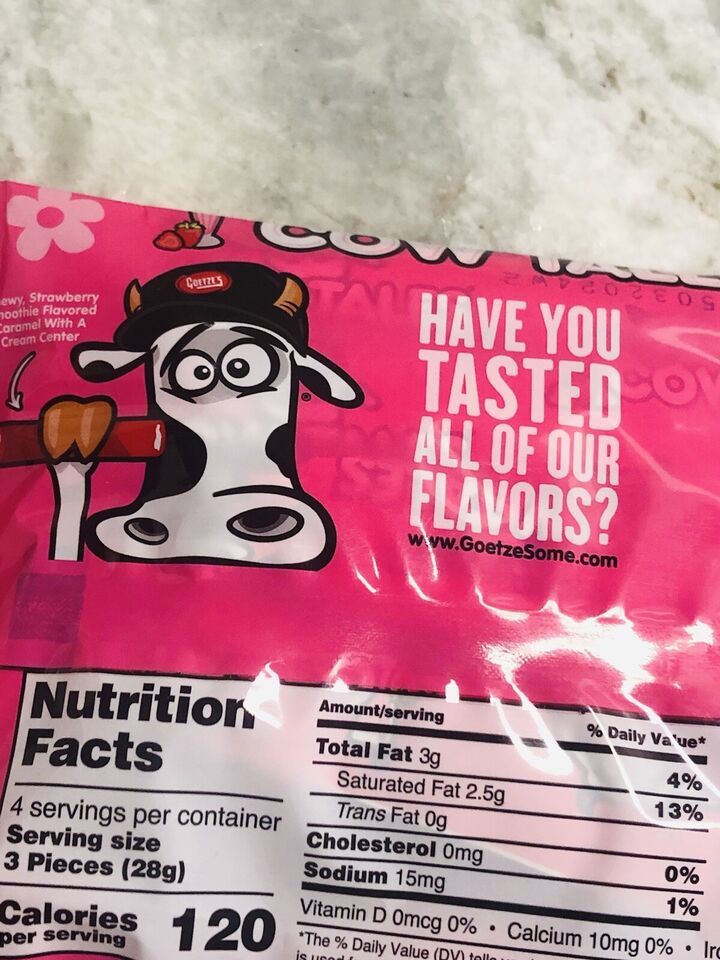 COW TALES
GOETZE'S
Strawberry
Flavored
Caramel With A
Cream Center
®
HAVE YOU
TASTED
ALL OF OUR
FLAVORS?
www.GoetzeSome.com
Nutrition
Facts
4 servings per container
Serving size
3 Pieces (28g)
Calories
per serving
120
Amount/serving % Daily Value*
Total Fat 3g 4%
Saturated Fat 2.5g 13%
Trans Fat 0g
Cholesterol 0mg 0%
Sodium 15mg 1%
Vitamin D 0mcg 0% • Calcium 10mg 0% •
*The % Daily Value (DV)